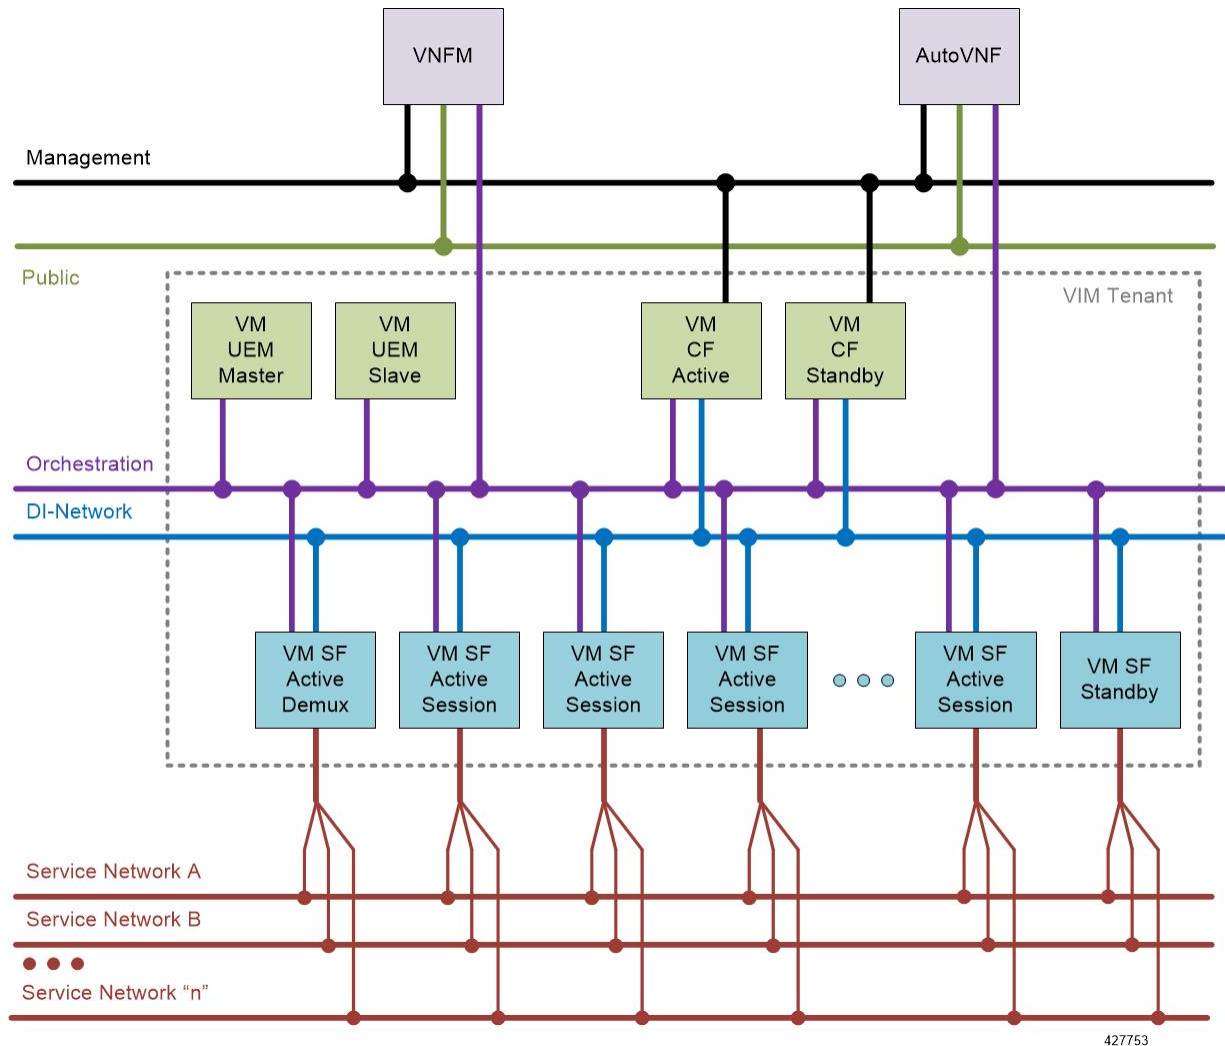 VNFM
AutoVNF
Management
Public
VIM Tenant
VM
UEM
Master
VM
UEM
Slave
VM
CF
Active
VM
CF
Standby
Orchestration
DI-Network
VM SF
Active
Demux
VM SF
Active
Session
VM SF
Active
Session
VM SF
Active
Session
VM SF
Active
Session
VM SF
Standby
Service Network A
Service Network B
Service Network “n”
427753